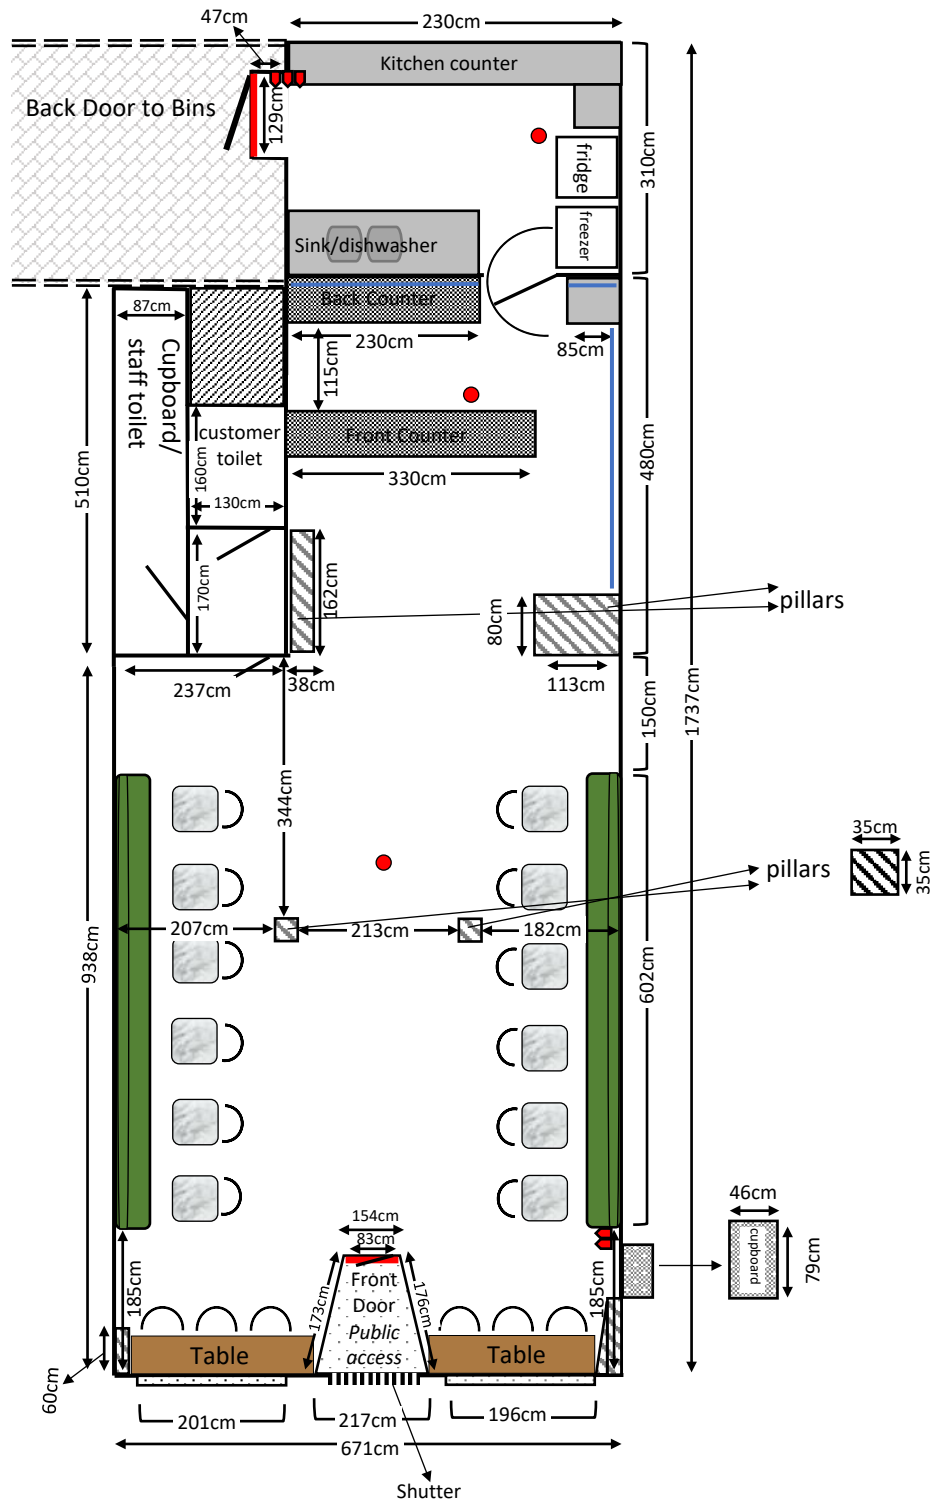 47cm
230cm
Kitchen counter
Back Door to Bins
129cm
fridge
310cm
freezer
Sink/dishwasher
Back Counter
87cm
230cm
85cm
115cm
Cupboard/
staff toilet
customer
toilet
Front Counter
160cm
330cm
480cm
510cm
130cm
170cm
162cm
80cm
pillars
237cm
38cm
113cm
150cm
1737cm
344cm
35cm
35cm
pillars
207cm
213cm
182cm
938cm
602cm
154cm
83cm
46cm
cupboard
79cm
185cm
173cm
Front
Door
Public
access
176cm
185cm
Table
Table
60cm
201cm
217cm
196cm
671cm
Shutter